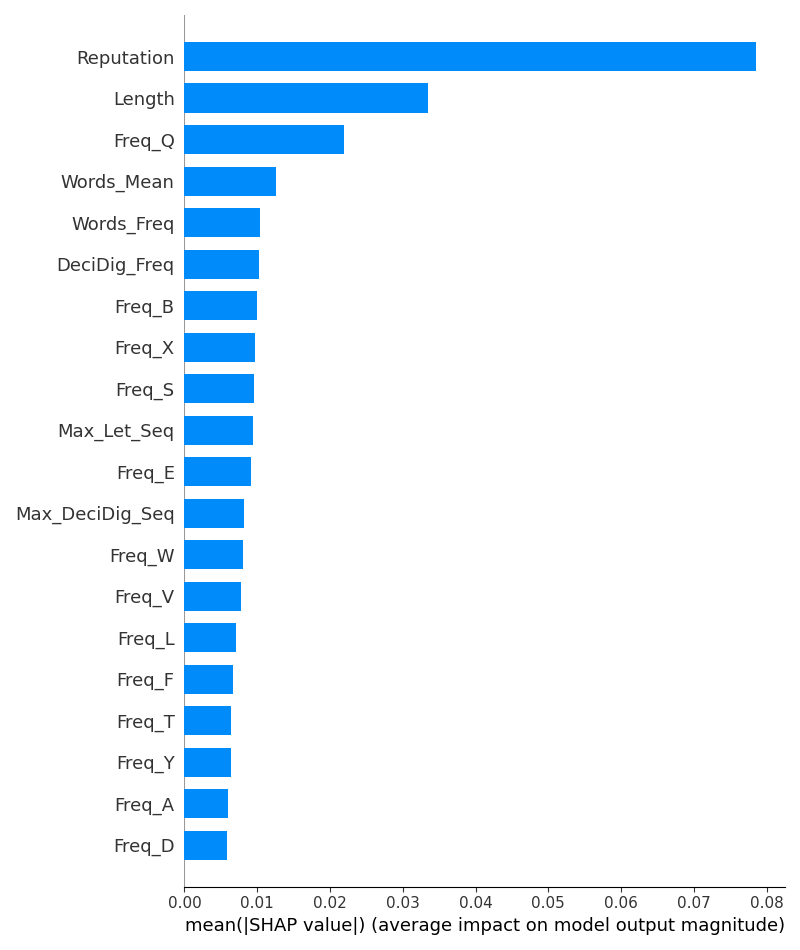 Reputation
Length
Freq_Q
Words_Mean
Words_Freq
DeciDig_Freq
Freq_B
Freq_X
Freq_S
Max_Let_Seq
Freq_E
Max_DeciDig_Seq
Freq_W
Freq_V
Freq_L
Freq_F
Freq_T
Freq_Y
Freq_A
Freq_D
0.00 0.01 0.02 0.03 0.04 0.05 0.06 0.07 0.08
mean(|SHAP value|) (average impact on model output magnitude)